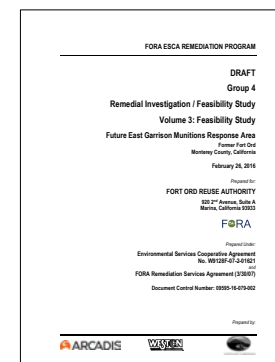 FORA ESCA REMEDIATION PROGRAM
DRAFT
Group 4
Remedial Investigation / Feasibility Study
Volume 3: Feasibility Study
Future East Garrison Munitions Response Area
Former Fort Ord
Monterey County, California
February 26, 2016
Prepared for:
FORT ORD REUSE AUTHORITY
920 2nd Avenue, Suite A
Marina, California 93933
FORA
Prepared Under:
Environmental Services Cooperative Agreement
No. W9128F-07-2-01621
and
FORA Remediation Services Agreement (3/30/07)
Document Control Number: 09595-16-079-002
Prepared by:
ARCADIS
WESTON